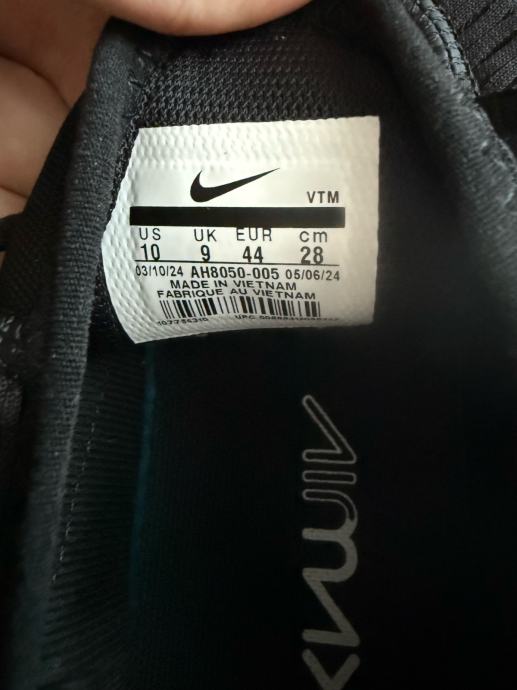 VTM
US UK EUR cm
10 9 44 28
03/10/24 AH8050-005 05/06/24
MADE IN VIETNAM
FABRIQUE AU VIETNAM
UPC